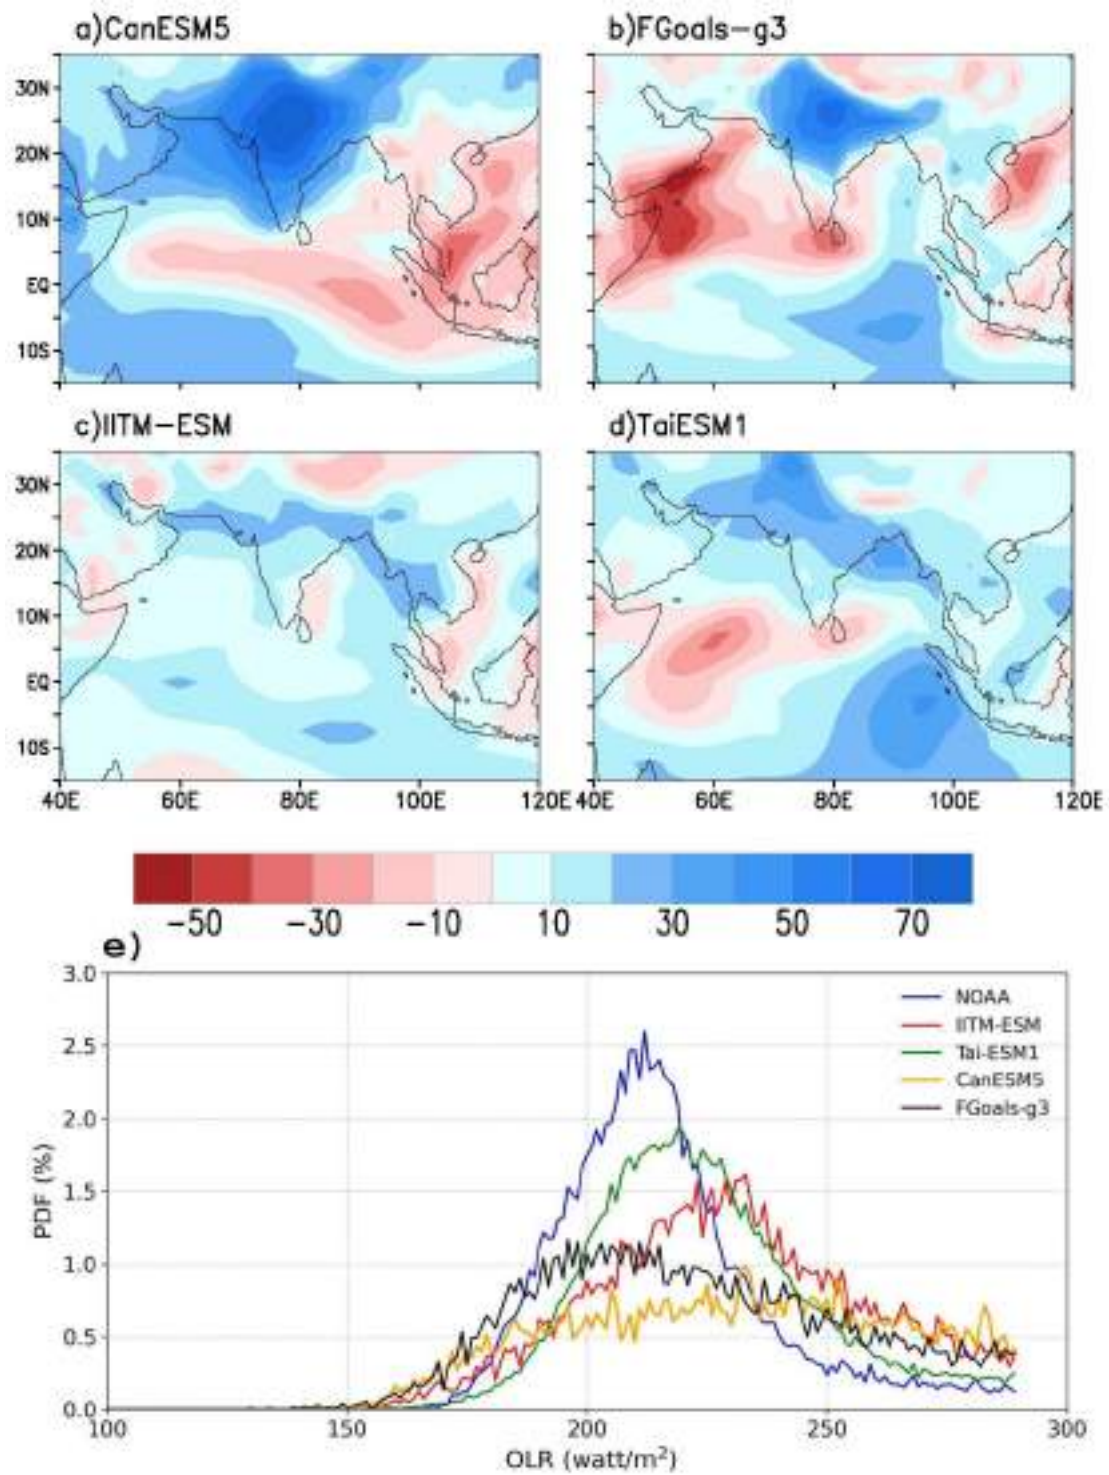 a)CanESM5
b)FGoals-g3
30N
20N
10N
EQ
10S
c)IITM-ESM
d)TaiESM1
30N
20N
10N
EQ
10S
40E 60E 80E 100E 120E 40E 60E 80E 100E 120E
-50 -30 -10 10 30 50 70
e)
3.0
2.5
2.0
1.5
1.0
0.5
0.0
PDF (%)
NOAA
IITM-ESM
Tai-ESM1
CanESM5
FGoals-g3
100 150 200 250 300
OLR (watt/m²)